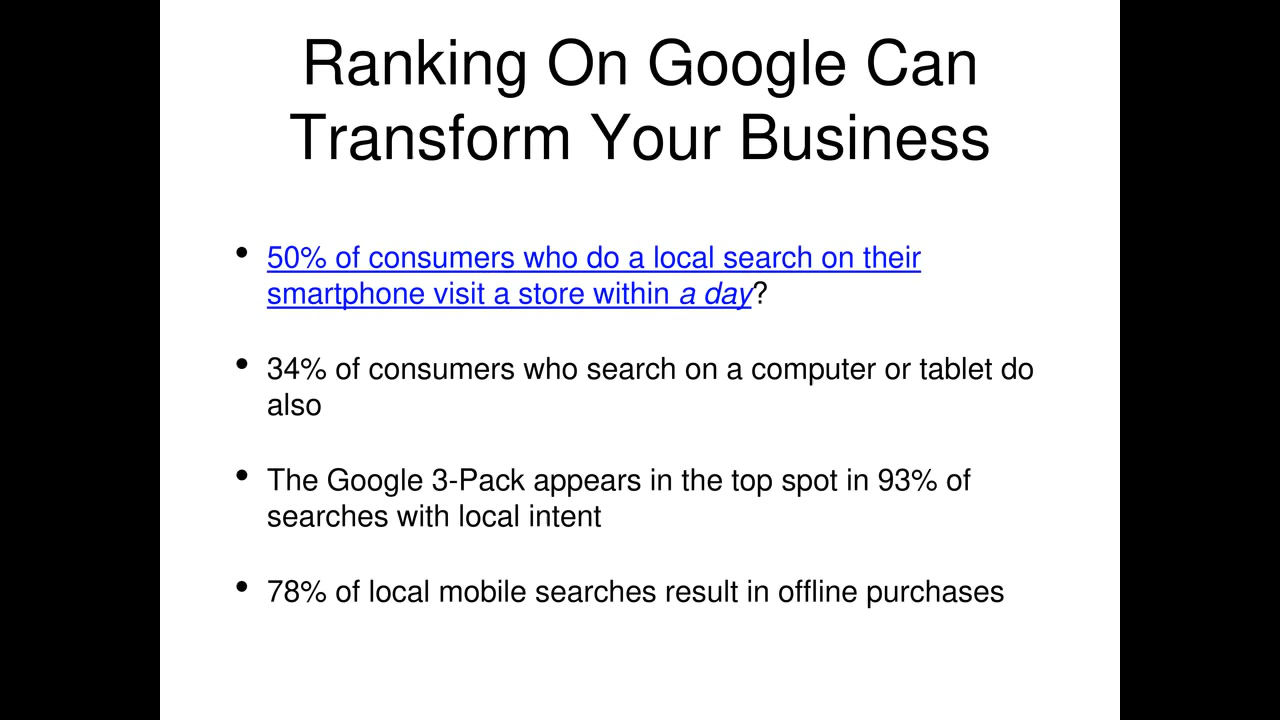 Ranking On Google Can
Transform Your Business
• 50% of consumers who do a local search on their
smartphone visit a store within a day?
• 34% of consumers who search on a computer or tablet do
also
• The Google 3-Pack appears in the top spot in 93% of
searches with local intent
• 78% of local mobile searches result in offline purchases